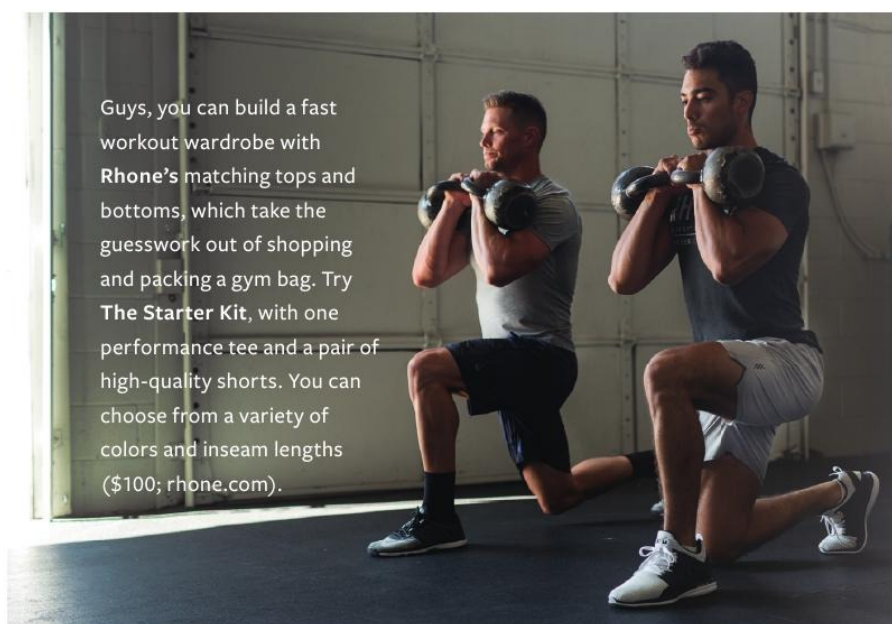 Guys, you can build a fast
workout wardrobe with
Rhone’s matching tops and
bottoms, which take the
guesswork out of shopping
and packing a gym bag. Try
The Starter Kit, with one
performance tee and a pair of
high-quality shorts. You can
choose from a variety of
colors and inseam lengths
($100; rhone.com).